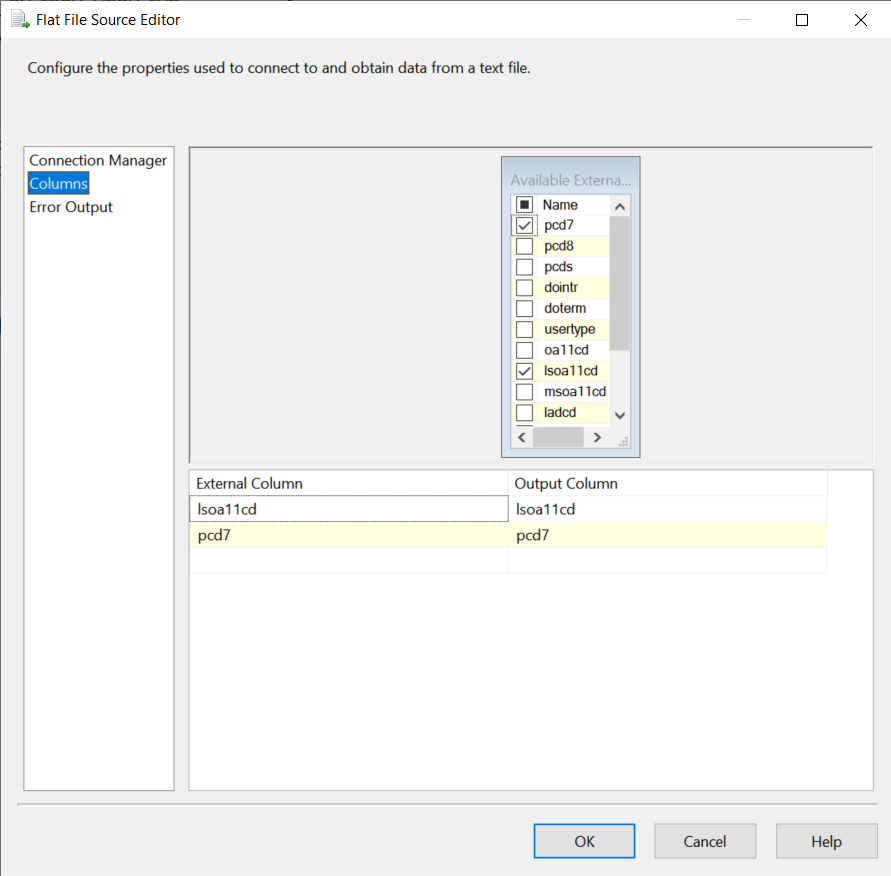 Flat File Source Editor
Configure the properties used to connect to and obtain data from a text file.
Connection Manager
Columns
Error Output
Available Externa...
Name
pcd7
pcd8
pcds
dointr
doterm
usertype
oa11cd
lsoa11cd
msoa11cd
ladcd
External Column Output Column
lsoa11cd lsoa11cd
pcd7 pcd7
OK Cancel Help